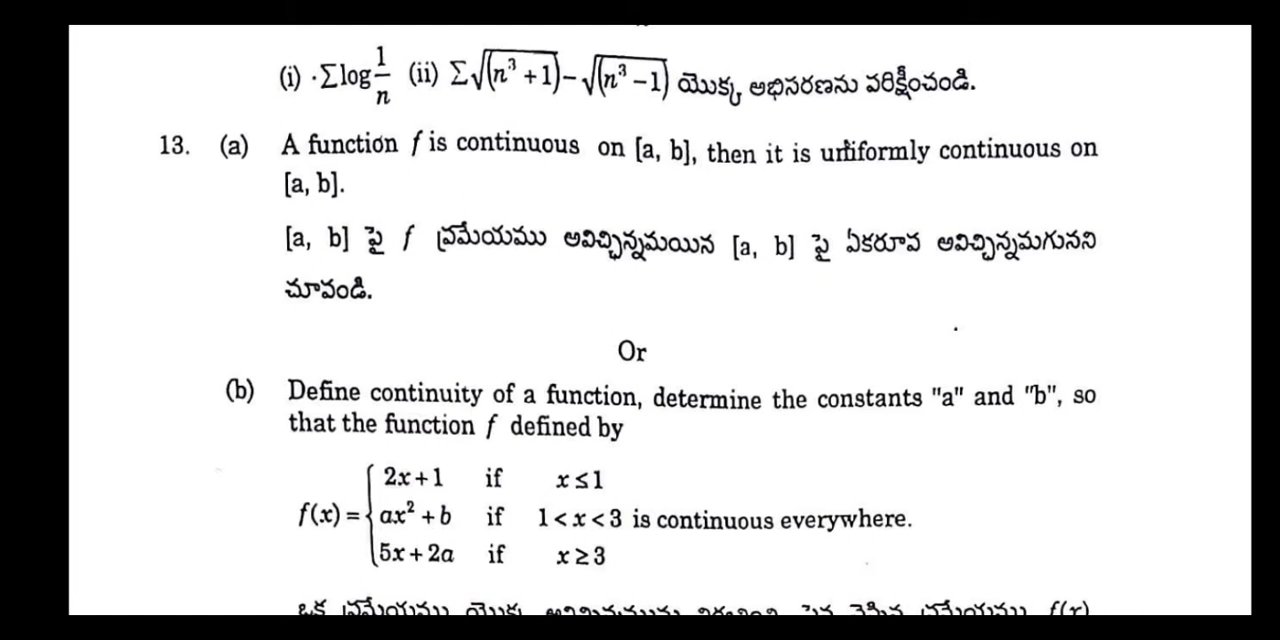 (i) ·Σlog 1/n (ii) Σ√(n³+1)−√(n³−1) యొక్క అభిసరణను పరిక్షీంచండి.
13. (a) A function f is continuous on [a, b], then it is uniformly continuous on
[a, b].
[a, b] పై f ప్రమేయము అవిచ్ఛిన్నమయిన [a, b] పై ఏకరూప అవిచ్ఛిన్నమగునని
చూపండి.
Or
(b) Define continuity of a function, determine the constants "a" and "b", so
that the function f defined by
2x+1 if x≤1
f(x)= { ax² + b if 1<x<3 is continuous everywhere.
5x+2a if x≥3
ఒక ప్రమేయము యొక్క f(x)